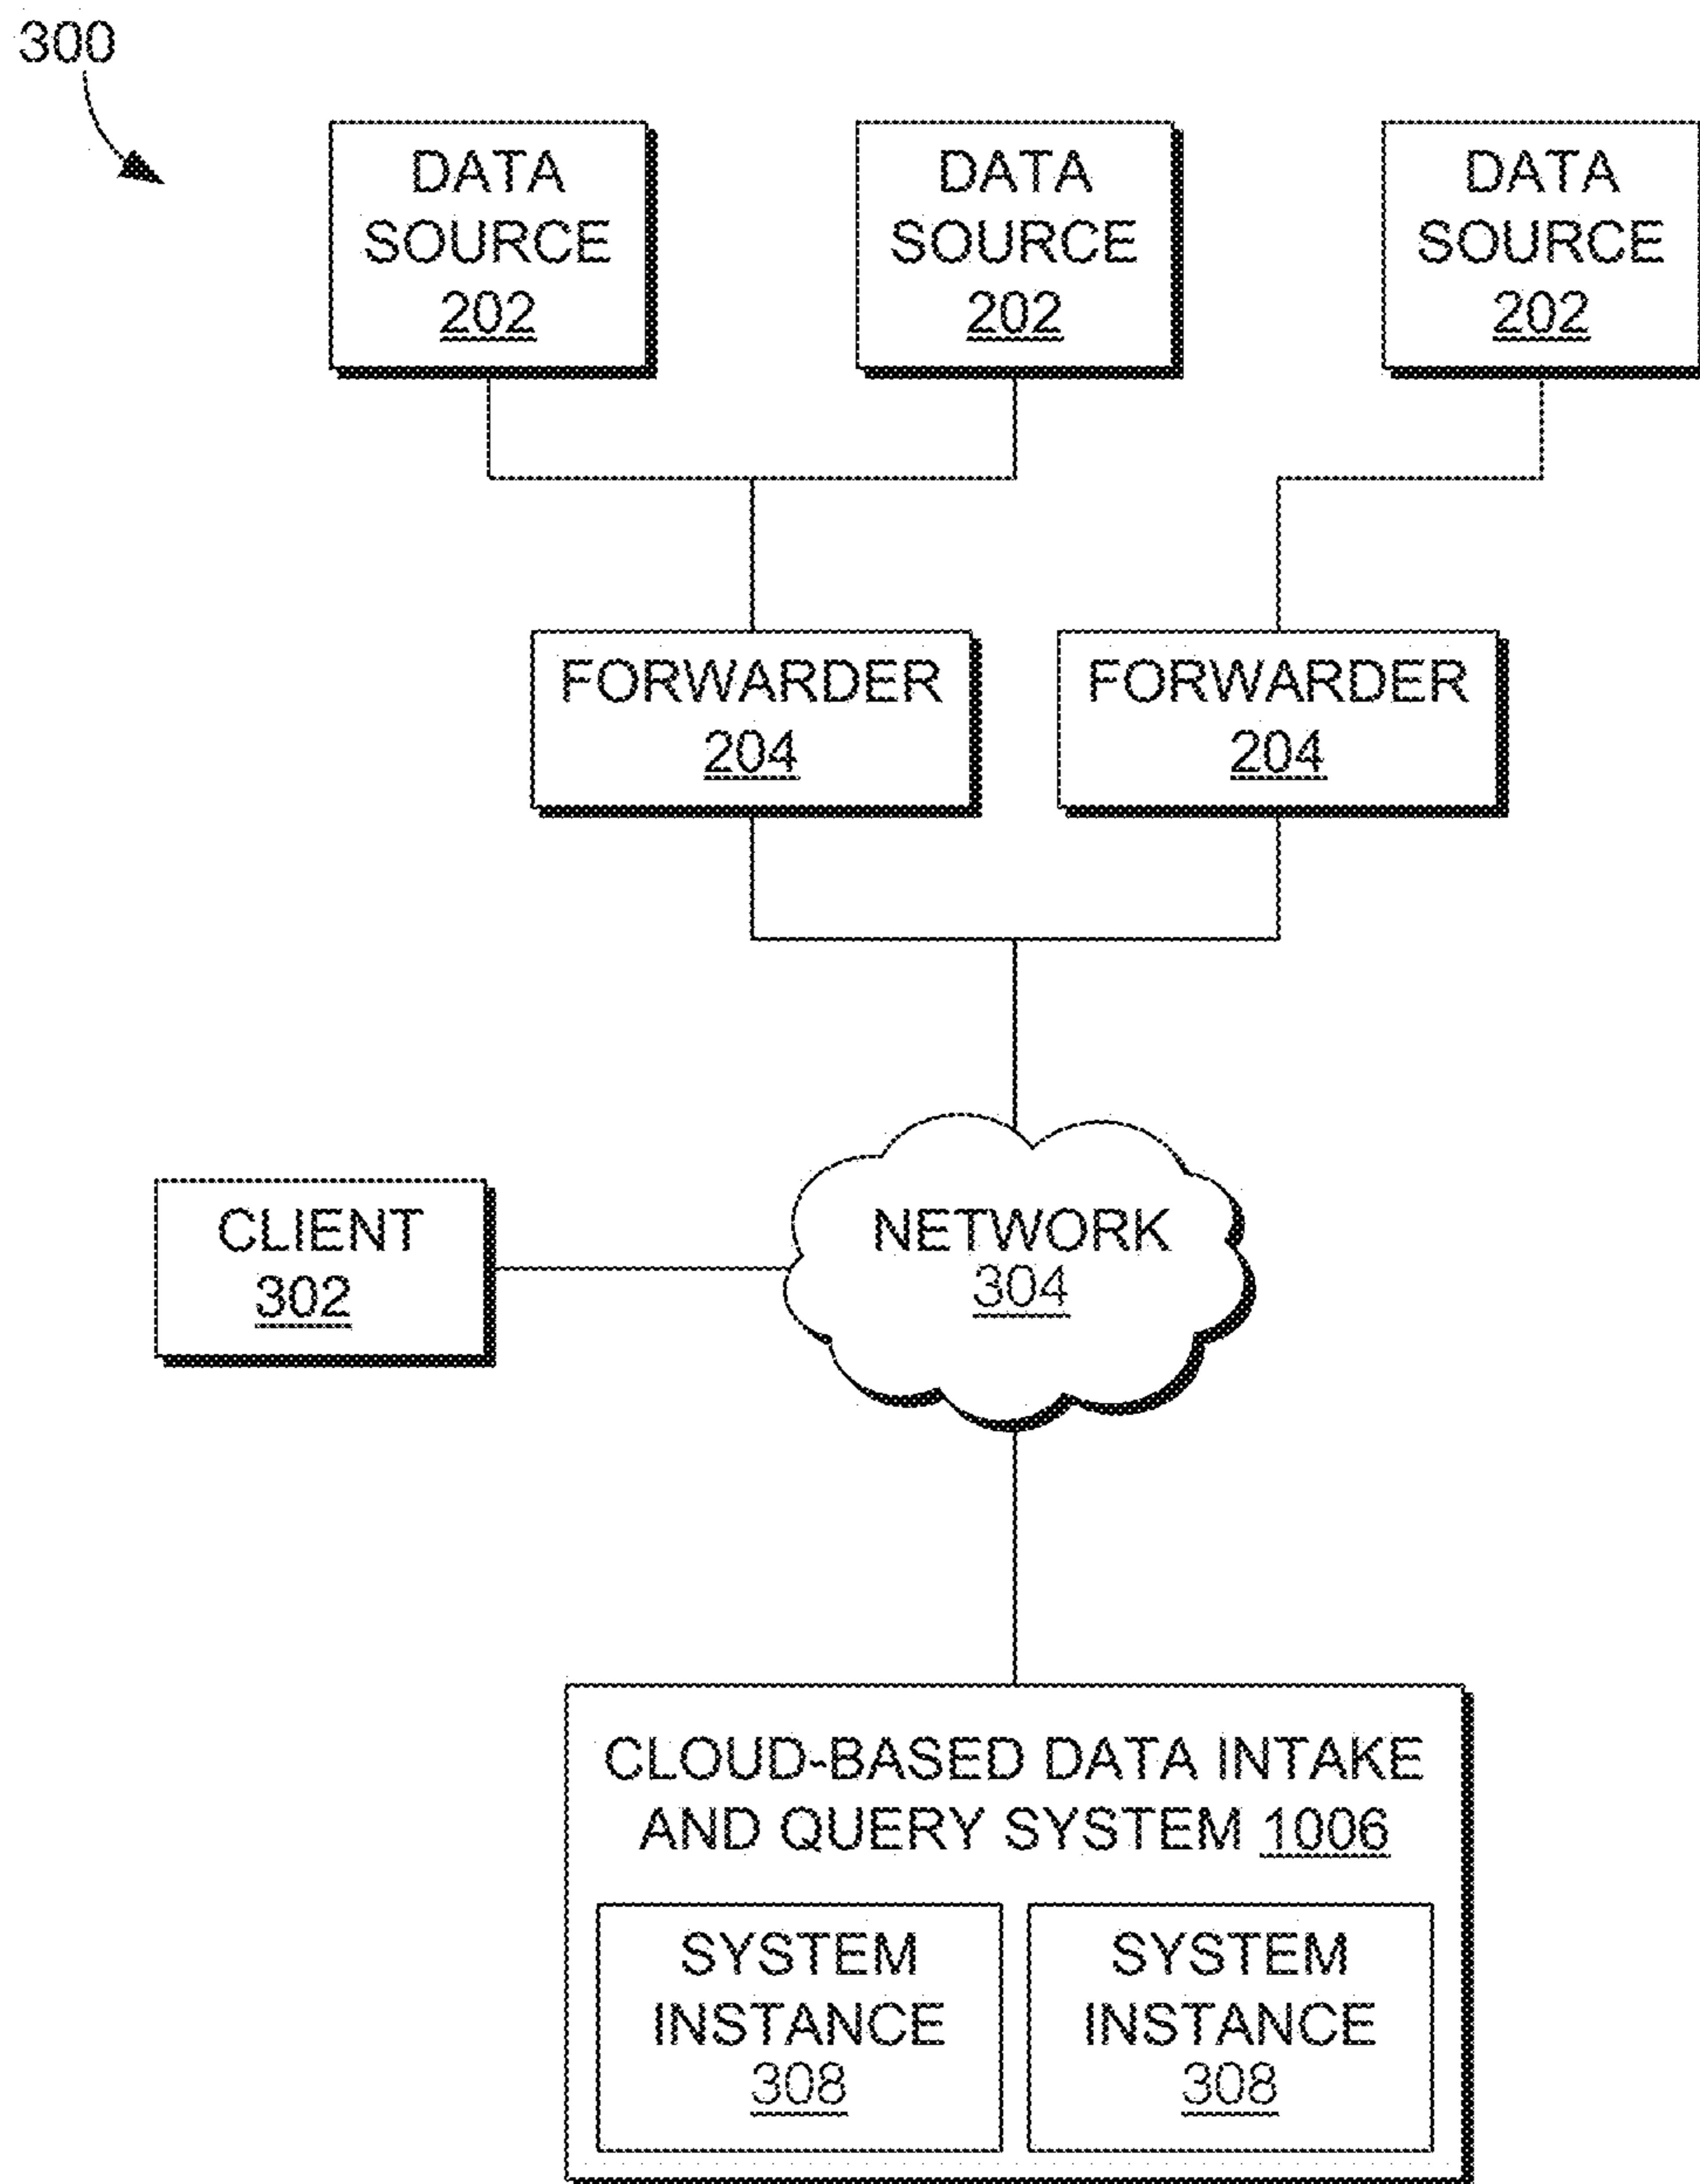 300
DATA
SOURCE
202
DATA
SOURCE
202
DATA
SOURCE
202
FORWARDER
204
FORWARDER
204
CLIENT
302
NETWORK
304
CLOUD-BASED DATA INTAKE
AND QUERY SYSTEM 1006
SYSTEM
INSTANCE
308
SYSTEM
INSTANCE
308